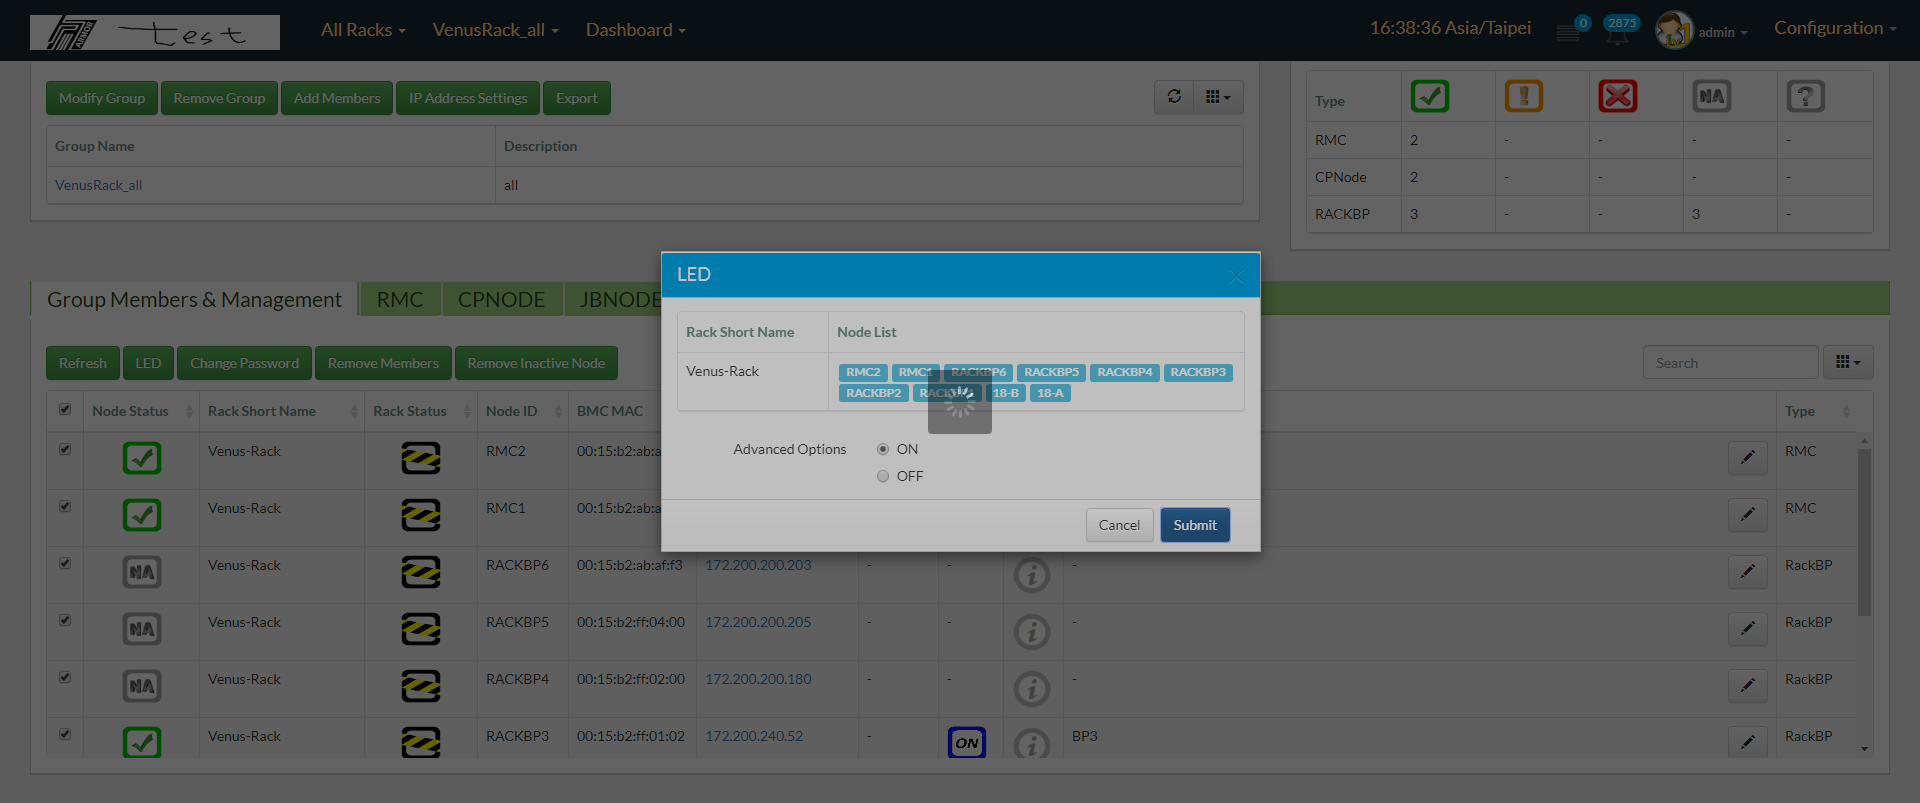 ARMOR test All Racks VenusRack_all Dashboard 16:38:36 Asia/Taipei 0 2875 admin Configuration
Modify Group Remove Group Add Members IP Address Settings Export
Group Name Description
VenusRack_all all
Type NA ?
RMC 2 - - - -
CPNode 2 - - - -
RACKBP 3 - - 3 -
Group Members & Management RMC CPNODE JBNODE
Refresh LED Change Password Remove Members Remove Inactive Node Search
Node Status Rack Short Name Rack Status Node ID BMC MAC Type
Venus-Rack RMC2 00:15:b2:ab:a RMC
Venus-Rack RMC1 00:15:b2:ab:a RMC
NA Venus-Rack RACKBP6 00:15:b2:ab:af:f3 172.200.200.203 - - i - RackBP
NA Venus-Rack RACKBP5 00:15:b2:ff:04:00 172.200.200.205 - - i - RackBP
NA Venus-Rack RACKBP4 00:15:b2:ff:02:00 172.200.200.180 - - i - RackBP
Venus-Rack RACKBP3 00:15:b2:ff:01:02 172.200.240.52 - ON i BP3 RackBP
LED
Rack Short Name Node List
Venus-Rack RMC2 RMC1 RACKBP6 RACKBP5 RACKBP4 RACKBP3
RACKBP2 18-B 18-A
Advanced Options ON
OFF
Cancel Submit